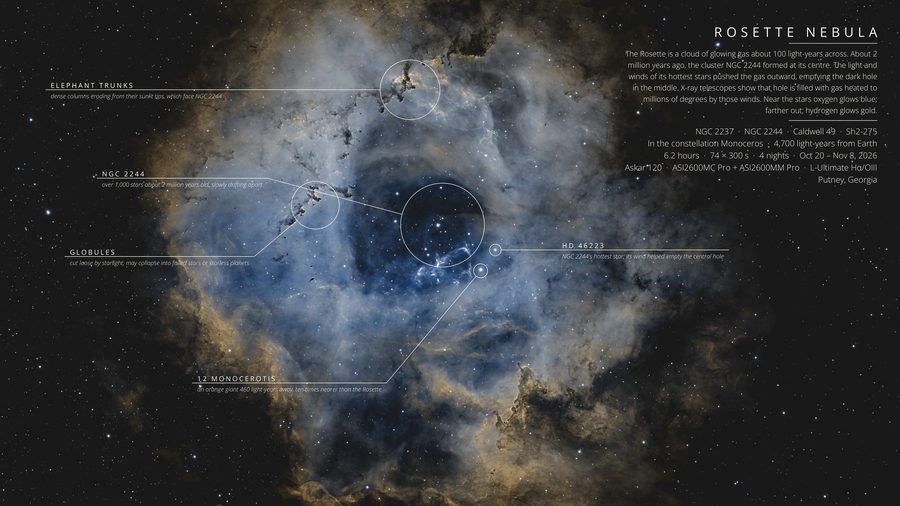 ROSETTE NEBULA
The Rosette is a cloud of glowing gas about 100 light-years across. About 2
million years ago, the cluster NGC 2244 formed at its centre. The light and
winds of its hottest stars pushed the gas outward, emptying the dark hole
in the middle. X-ray telescopes show that hole is filled with gas heated to
millions of degrees by those winds. Near the stars oxygen glows blue;
farther out, hydrogen glows gold.
NGC 2237 · NGC 2244 · Caldwell 49 · Sh2-275
In the constellation Monoceros · 4,700 light-years from Earth
6.2 hours · 74 × 300 s · 4 nights · Oct 20 – Nov 8, 2026
Askar 120 · ASI2600MC Pro + ASI2600MM Pro · L-Ultimate Hα/OIII
Putney, Georgia
ELEPHANT TRUNKS
dense columns eroding from their sunlit tips, which face NGC 2244
NGC 2244
over 1,000 stars about 2 million years old, slowly drifting apart
GLOBULES
cut loose by starlight; may collapse into failed stars or starless planets
HD 46223
NGC 2244's hottest star; its wind helped empty the central hole
12 MONOCEROTIS
an orange giant 460 light-years away, ten times nearer than the Rosette